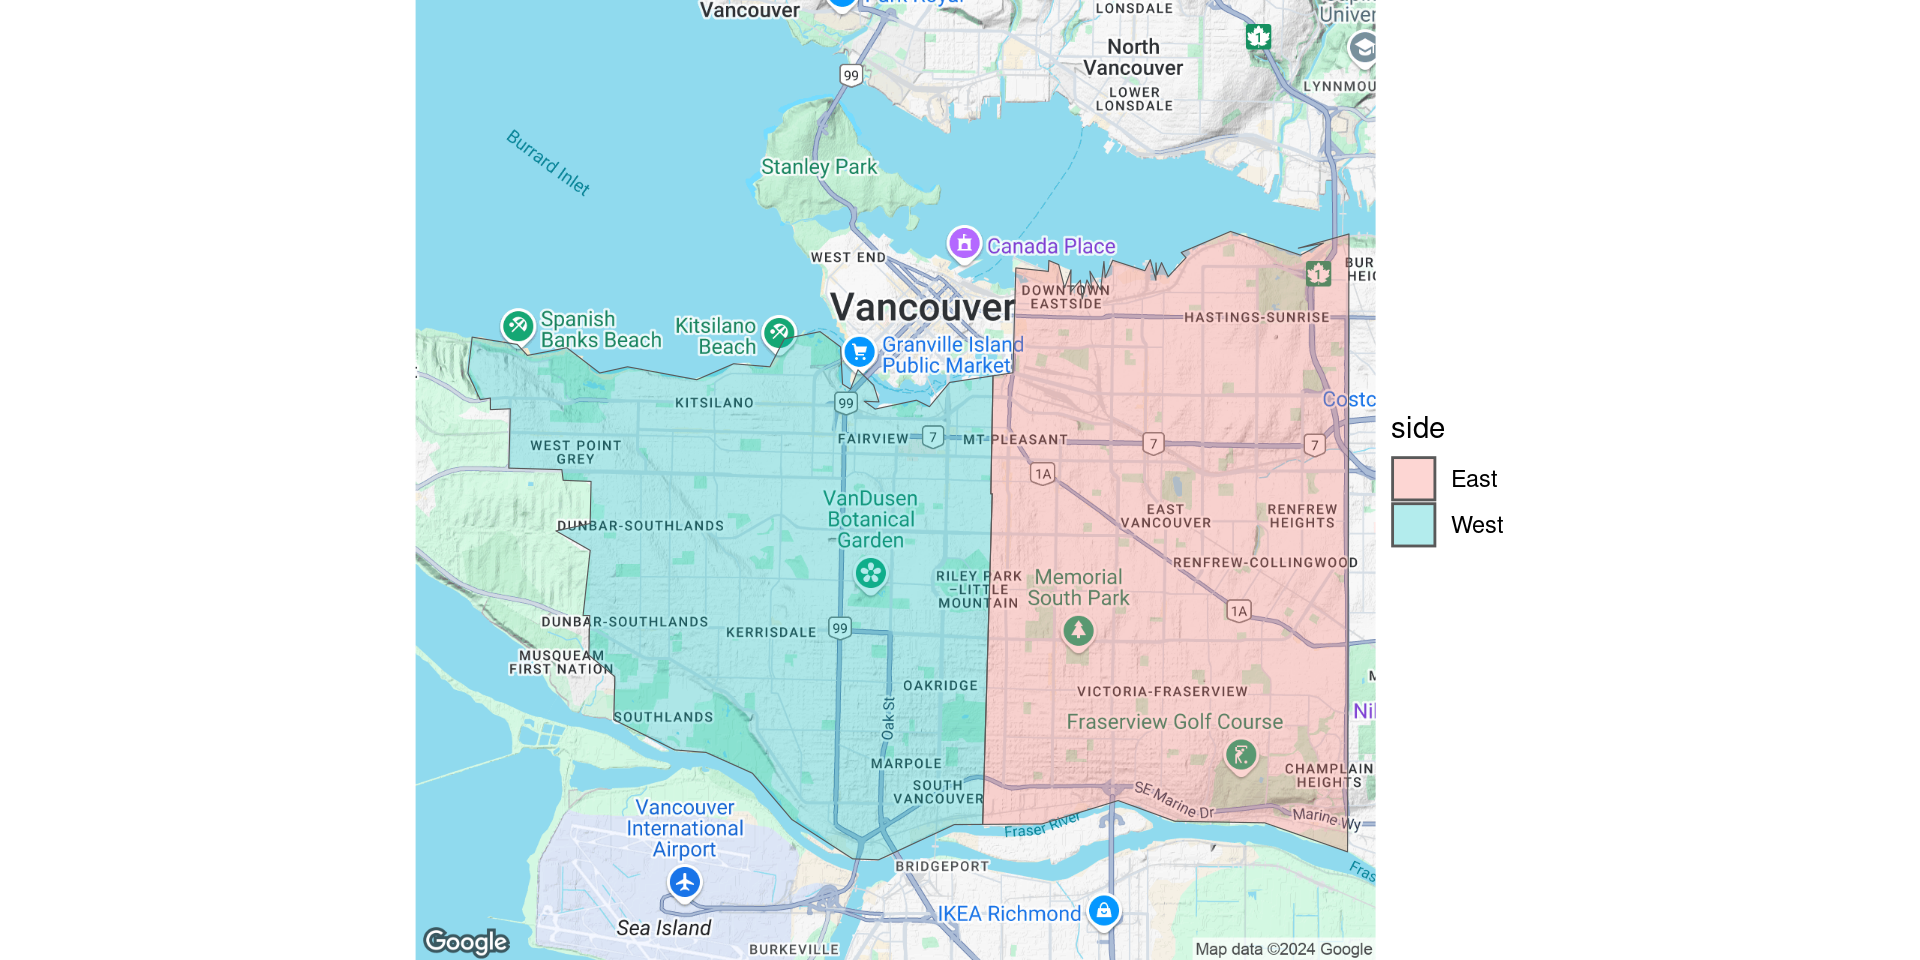 Vancouver
Park Royal
LONSDALE
Univer
1
North
Vancouver
99
LOWER
LONSDALE
LYNNMOU
Burrard Inlet
Stanley Park
Canada Place
WEST END
BUR
HEIG
1
DOWNTOWN
EASTSIDE
Vancouver
HASTINGS-SUNRISE
Spanish
Banks Beach
Kitsilano
Beach
Granville Island
Public Market
KITSILANO
99
Costc
WEST POINT
GREY
FAIRVIEW
7
MT PLEASANT
7
7
1A
side
East
West
VanDusen
Botanical
Garden
DUNBAR-SOUTHLANDS
EAST
VANCOUVER
RENFREW
HEIGHTS
RENFREW-COLLINGWOOD
RILEY PARK
–LITTLE
MOUNTAIN
Memorial
South Park
1A
DUNBAR-SOUTHLANDS
KERRISDALE
99
MUSQUEAM
FIRST NATION
OAKRIDGE
VICTORIA-FRASERVIEW
M
Nil
SOUTHLANDS
Oak St
Fraserview Golf Course
MARPOLE
CHAMPLAIN
HEIGHTS
SOUTH
VANCOUVER
SE Marine Dr
Marine Wy
Vancouver
International
Airport
Fraser River
BRIDGEPORT
Fras
IKEA Richmond
Sea Island
Google
BURKEVILLE
Map data ©2024 Google